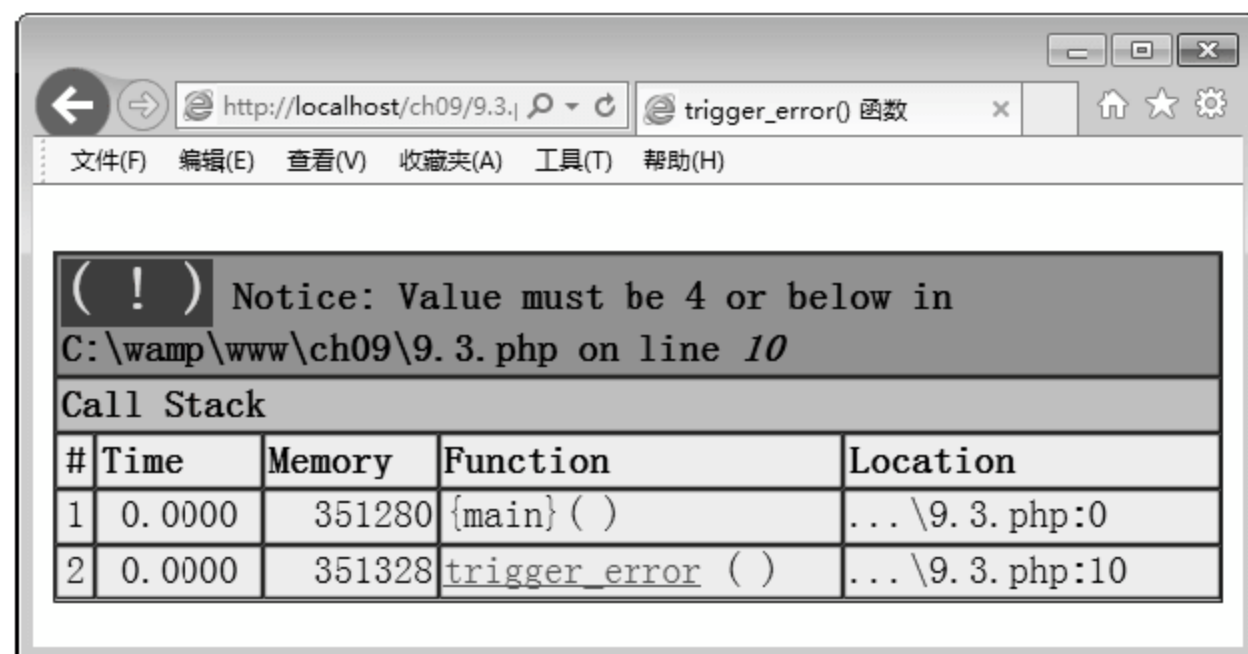 http://localhost/ch09/9.3.p
trigger_error() 函数
文件(F) 编辑(E) 查看(V) 收藏夹(A) 工具(T) 帮助(H)
( ! ) Notice: Value must be 4 or below in
C:\wamp\www\ch09\9.3.php on line 10
Call Stack
# Time Memory Function Location
1 0.0000 351280 {main}( ) ...\9.3.php:0
2 0.0000 351328 trigger_error ( ) ...\9.3.php:10